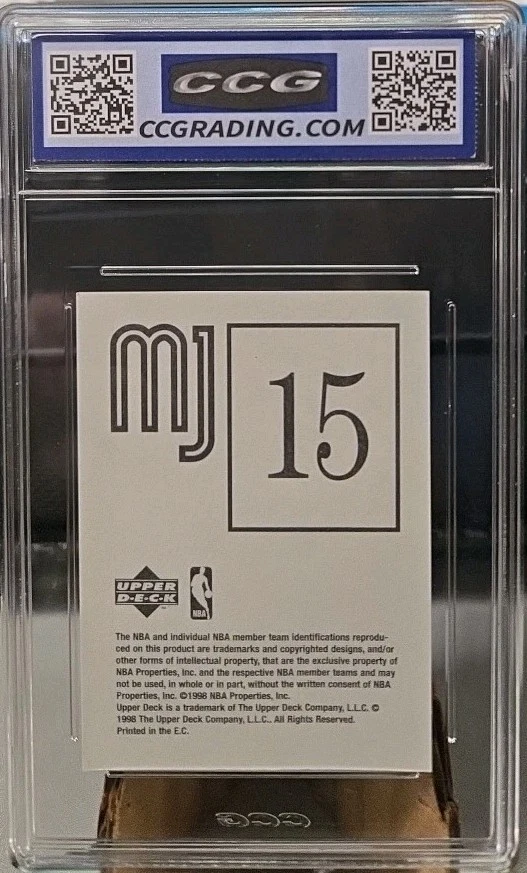 CCG
CCGRADING.COM
MJ
15
UPPER
D·E·C·K
NBA
The NBA and individual NBA member team identifications reprodu-
ced on this product are trademarks and copyrighted designs, and/or
other forms of intellectual property, that are the exclusive property of
NBA Properties, Inc. and the respective NBA member teams and may
not be used, in whole or in part, without the written consent of NBA
Properties, Inc. ©1998 NBA Properties, Inc.
Upper Deck is a trademark of The Upper Deck Company, L.L.C. ©
1998 The Upper Deck Company, L.L.C.. All Rights Reserved.
Printed in the E.C.